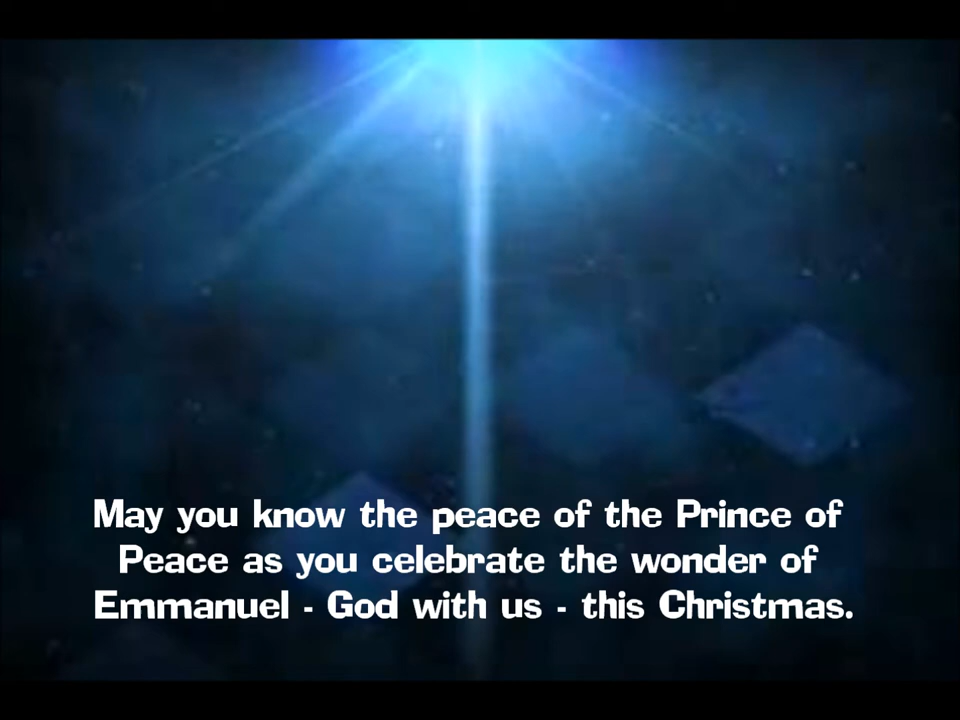 May you know the peace of the Prince of
Peace as you celebrate the wonder of
Emmanuel - God with us - this Christmas.